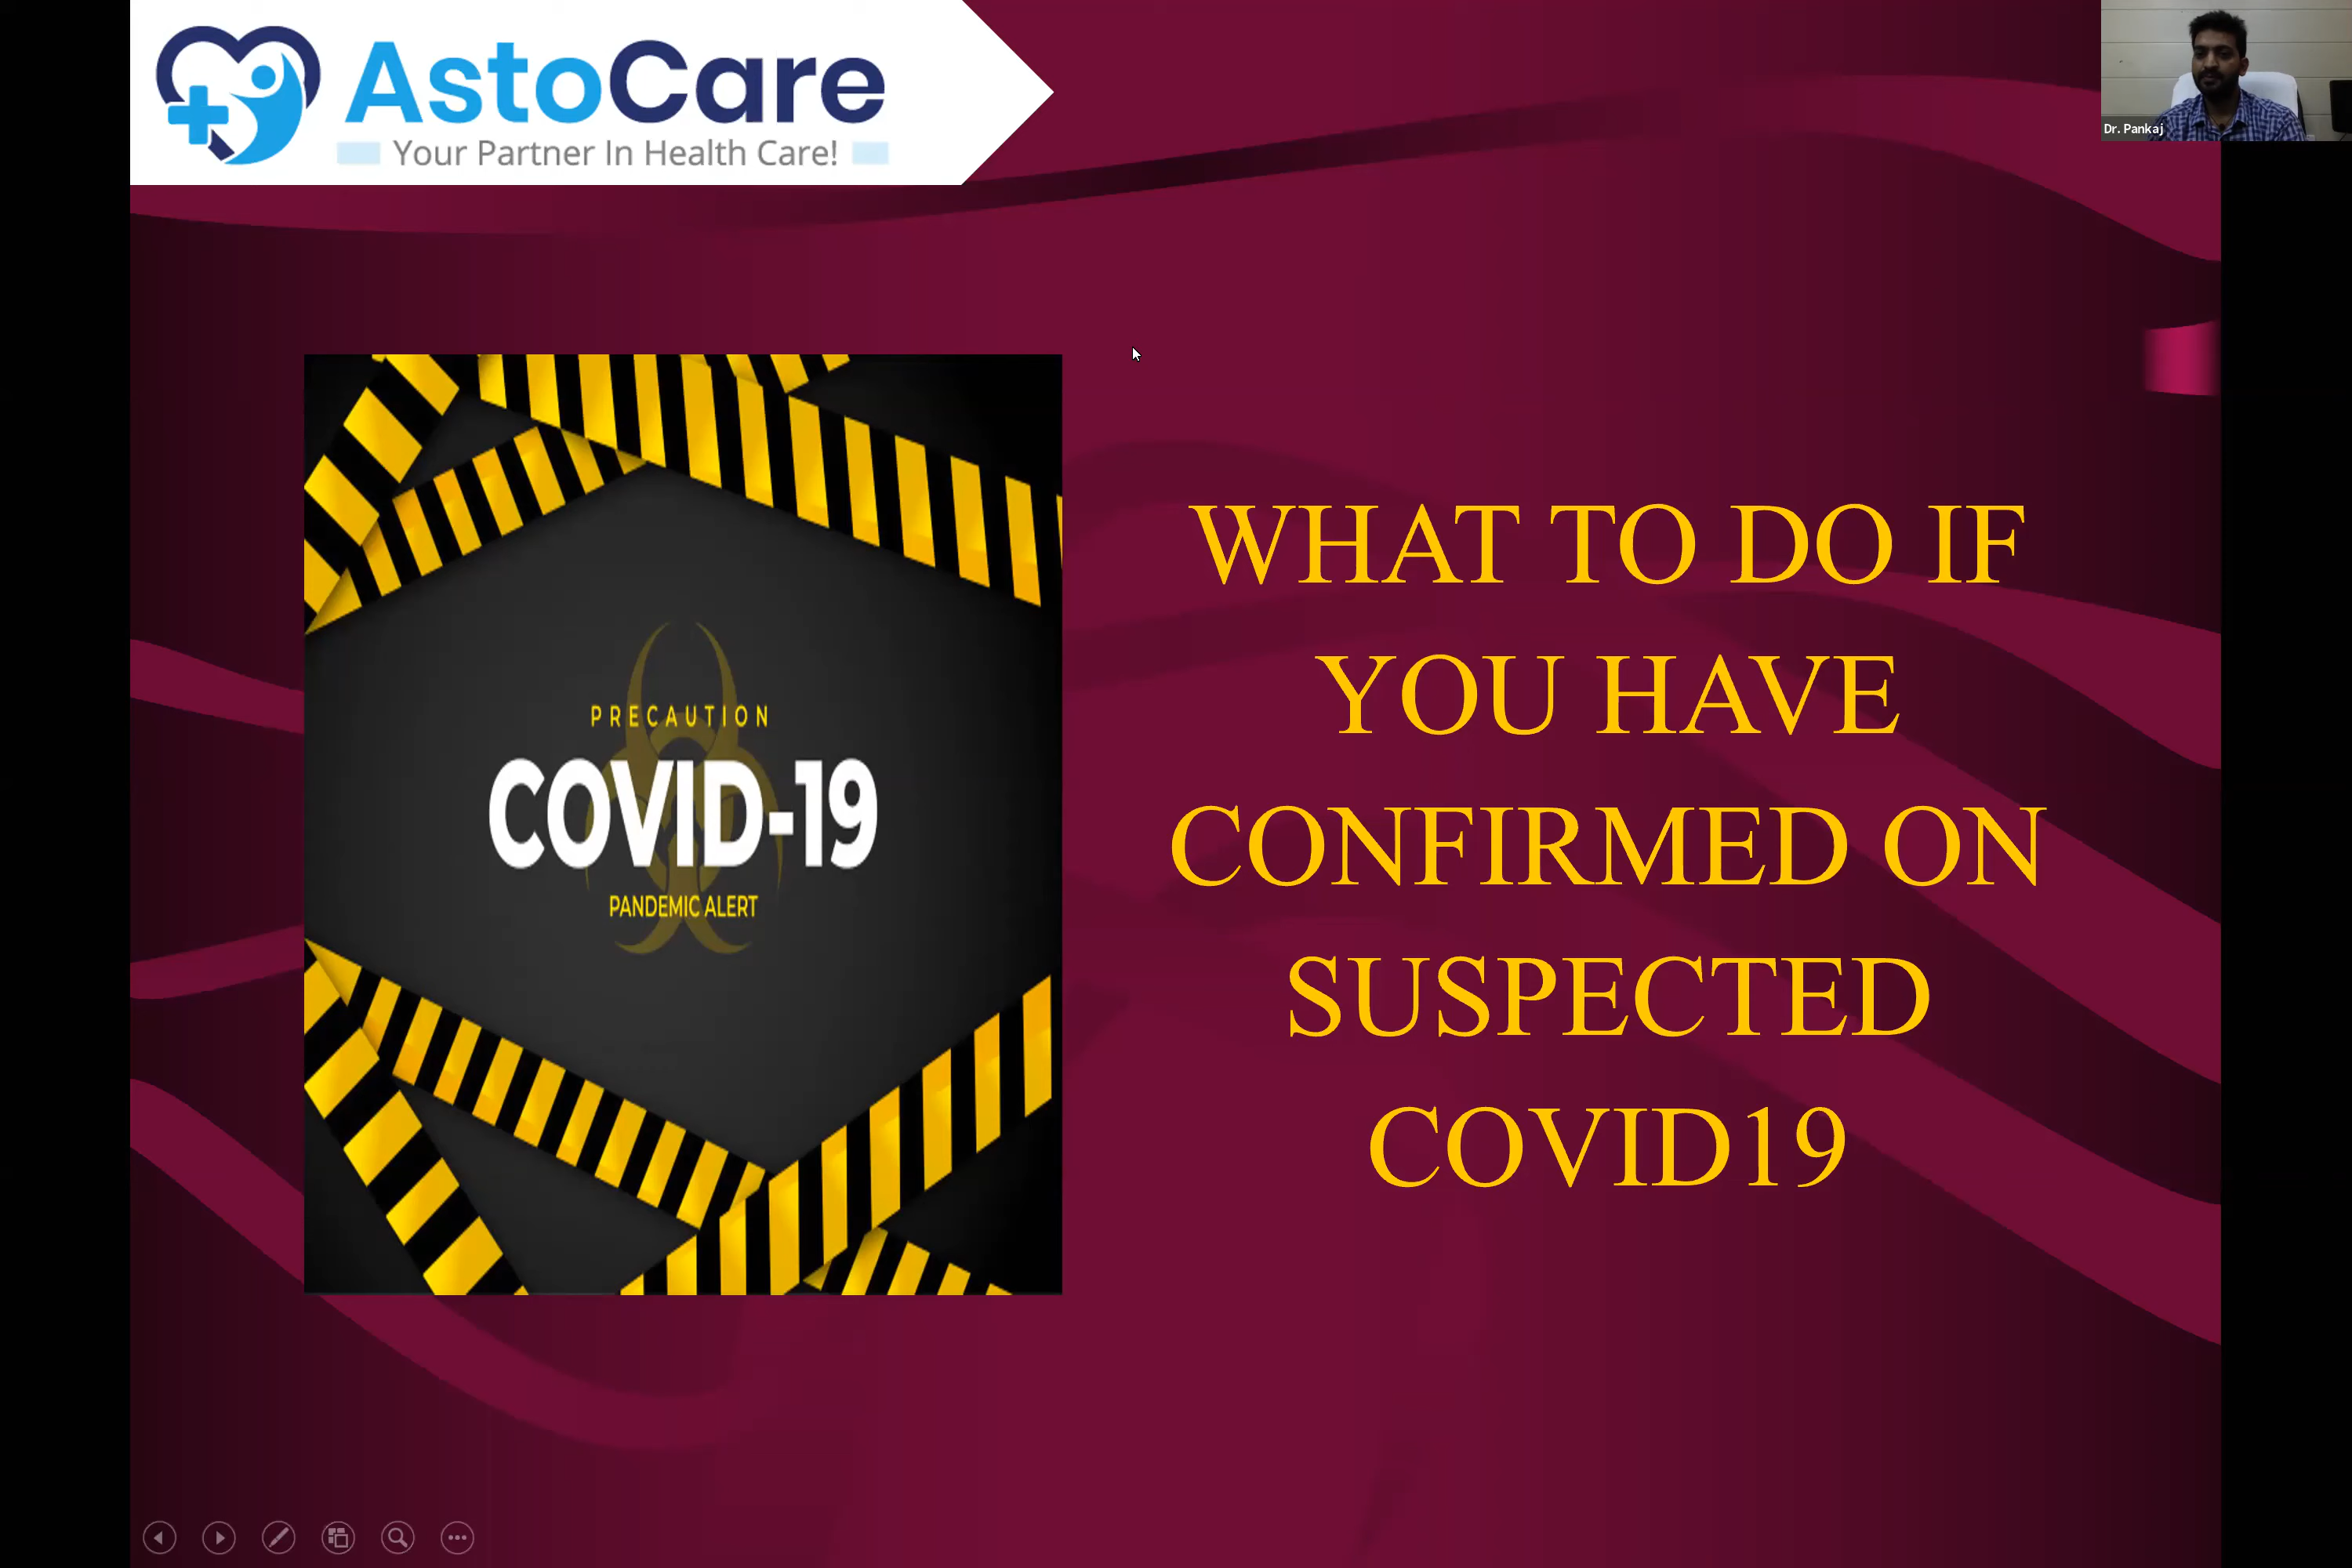 AstoCare
Your Partner In Health Care!
Dr. Pankaj
PRECAUTION
COVID-19
PANDEMIC ALERT
WHAT TO DO IF
YOU HAVE
CONFIRMED ON
SUSPECTED
COVID19